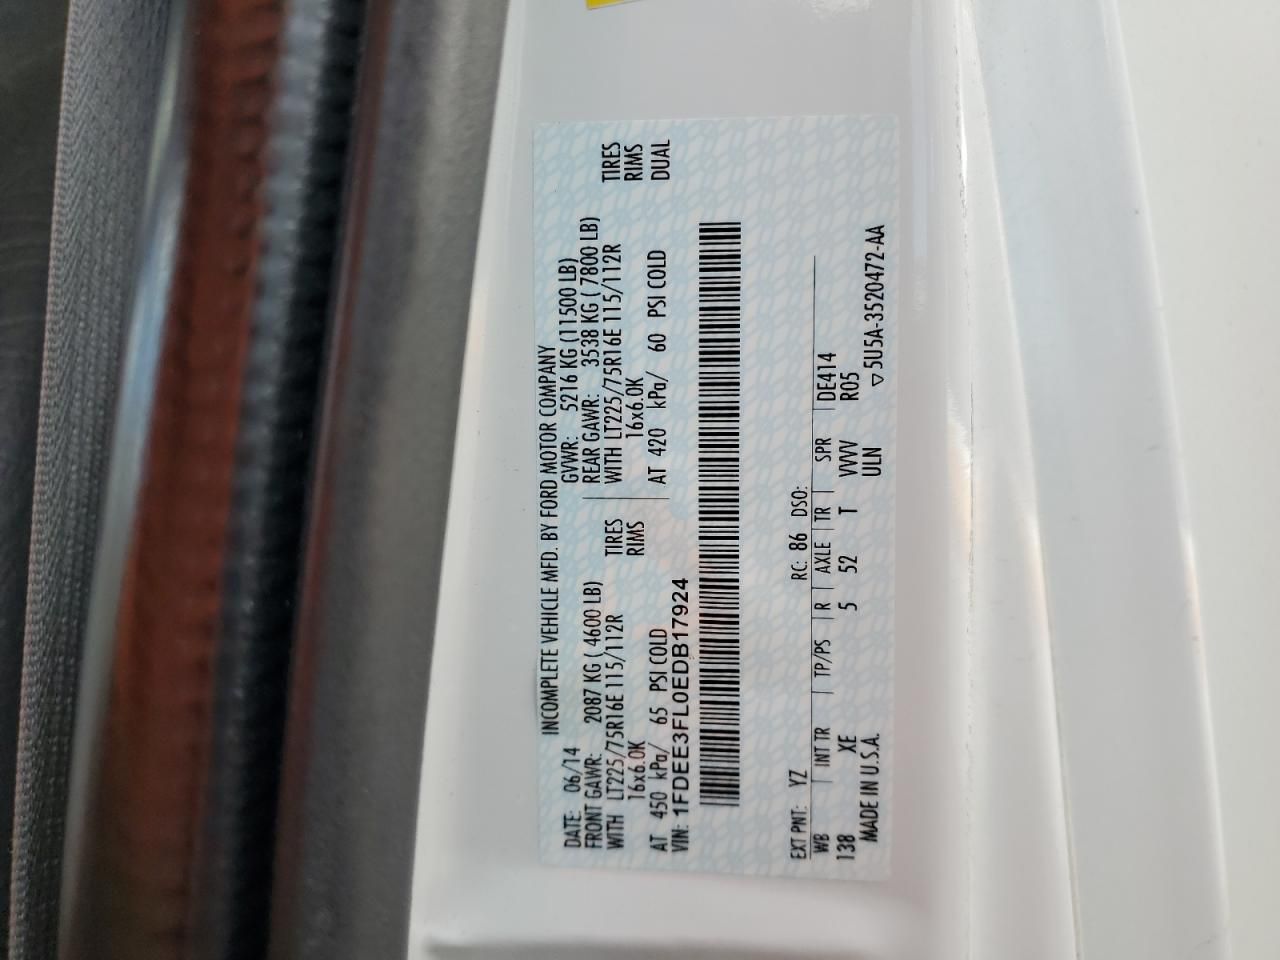 INCOMPLETE VEHICLE MFD. BY FORD MOTOR COMPANY
DATE: 06/14 GVWR: 5216 KG (11500 LB)
FRONT GAWR: 2087 KG ( 4600 LB) REAR GAWR: 3538 KG ( 7800 LB)
WITH LT225/75R16E 115/112R TIRES WITH LT225/75R16E 115/112R TIRES
16x6.0K RIMS 16x6.0K RIMS
AT 450 kPa/ 65 PSI COLD AT 420 kPa/ 60 PSI COLD DUAL
VIN: 1FDEE3FL0EDB17924
EXT PNT: YZ RC: 86 DSO:
WB INT TR TP/PS R AXLE TR SPR DE414
138 XE 5 52 T VVVV R05
MADE IN U.S.A. ULN ▽5U5A-3520472-AA